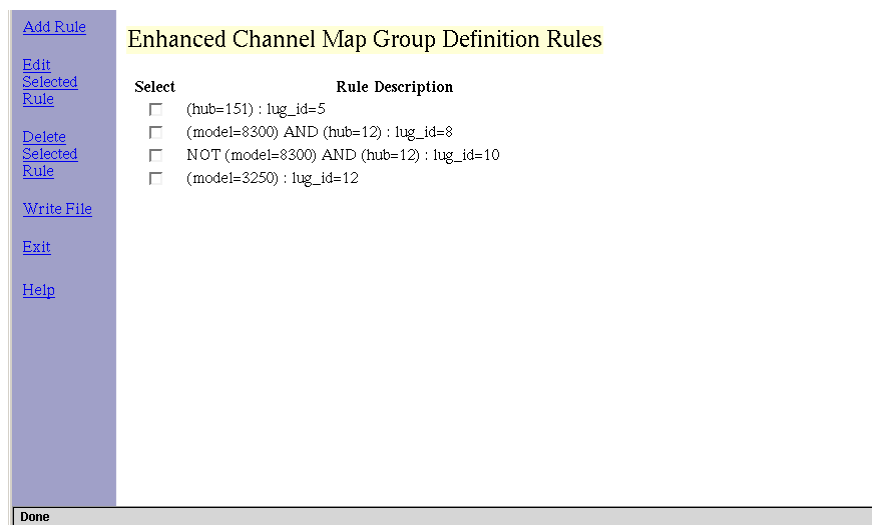 Add Rule
Edit
Selected
Rule
Delete
Selected
Rule
Write File
Exit
Help
Enhanced Channel Map Group Definition Rules
Select Rule Description
(hub=151) : lug_id=5
(model=8300) AND (hub=12) : lug_id=8
NOT (model=8300) AND (hub=12) : lug_id=10
(model=3250) : lug_id=12
Done